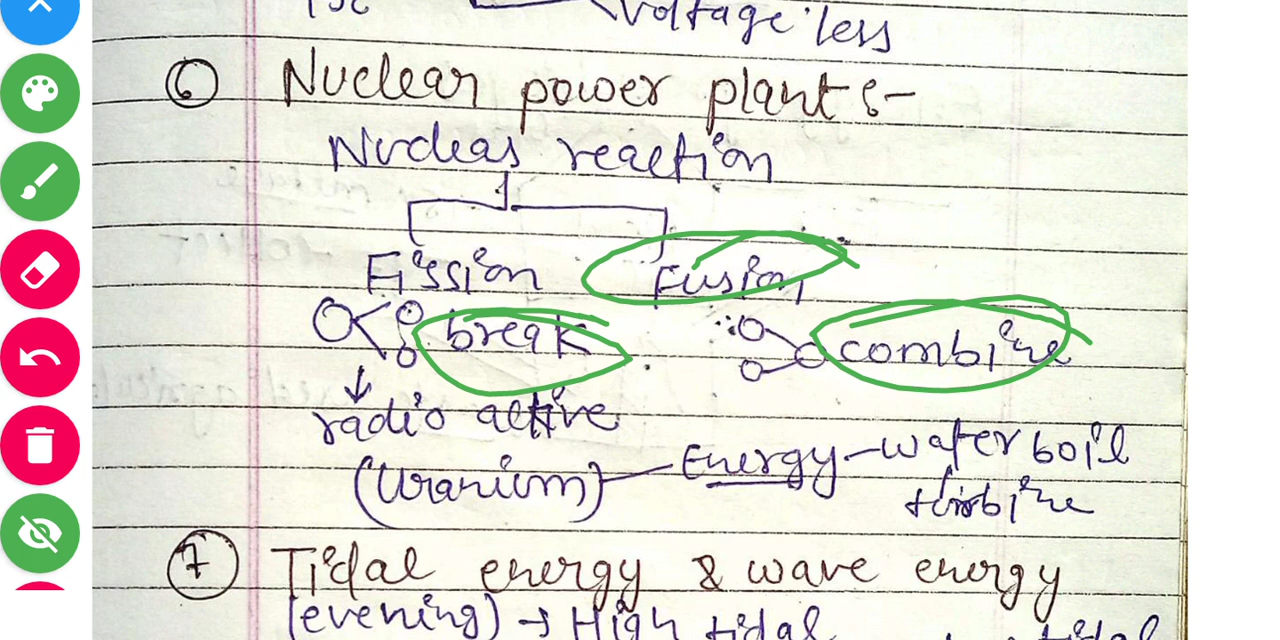 voltage less
⑥ Nuclear power plant :-
Nuclear reaction
Fission Fusion
break combine
radio active
(Uranium) — Energy — water boil
turbine
⑦ Tidal energy & wave energy
(evening) → High tidal